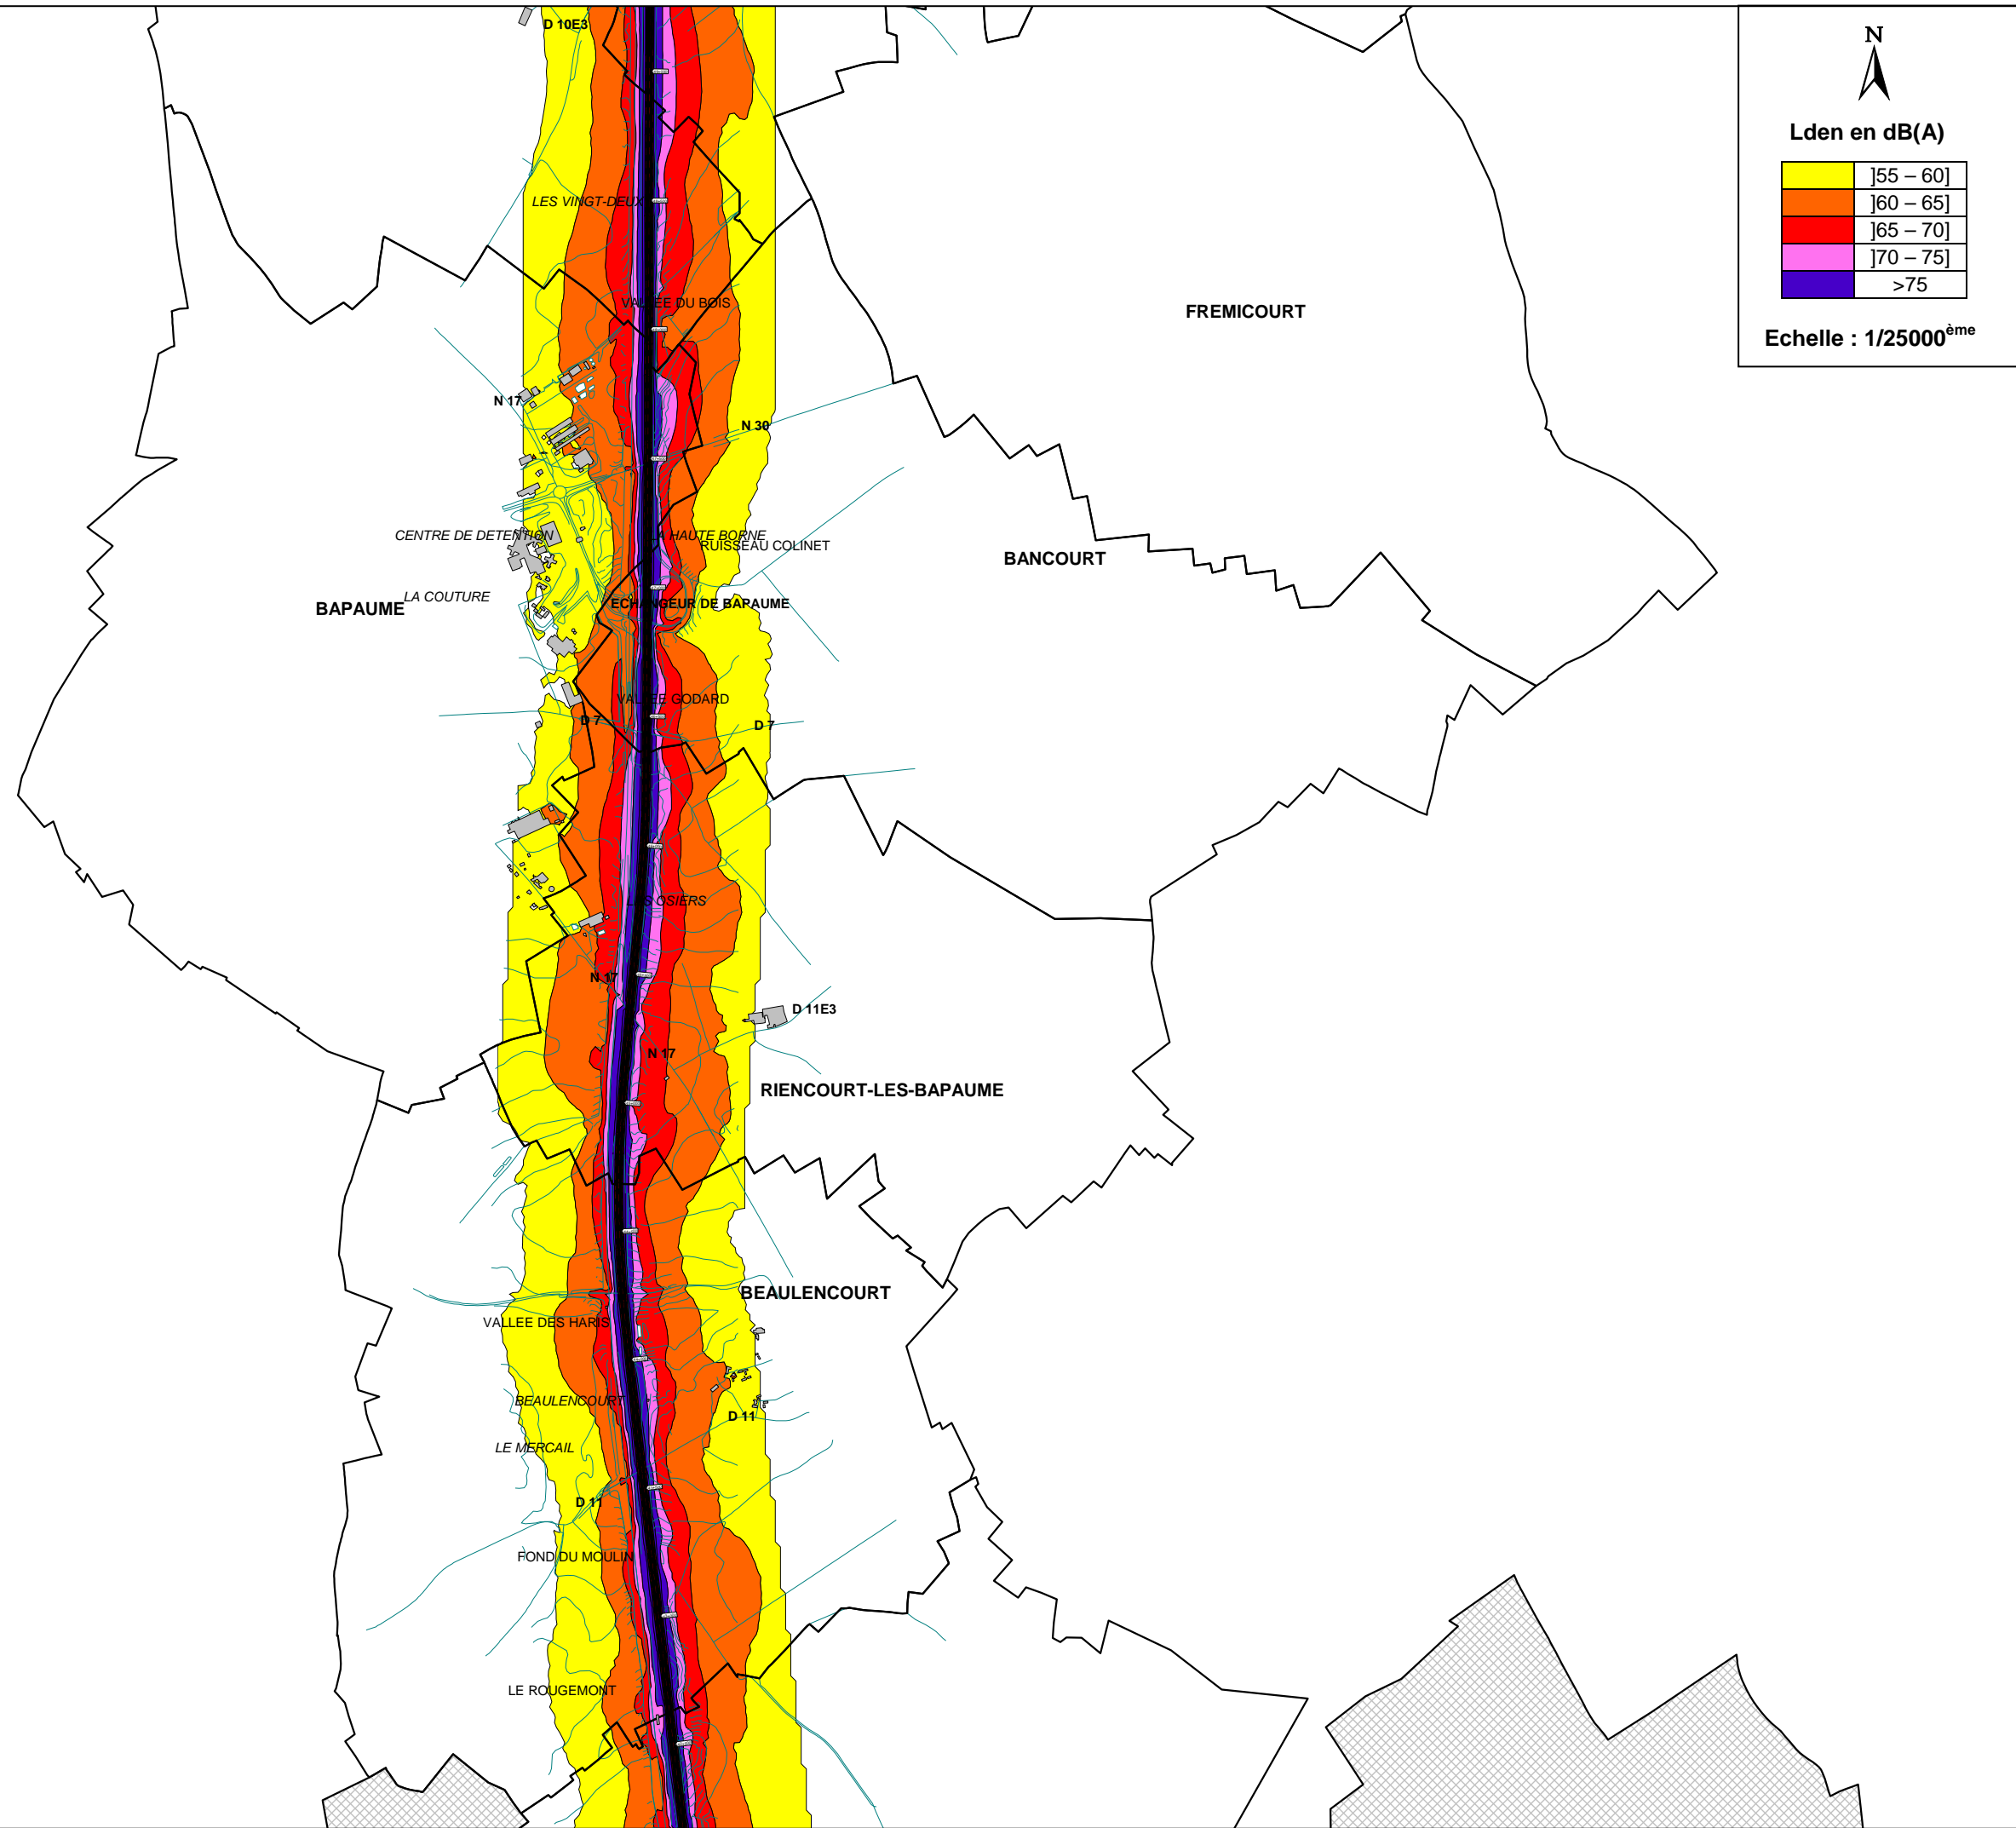 D 10E3
N
Lden en dB(A)
]55 – 60]
]60 – 65]
]65 – 70]
]70 – 75]
>75
Echelle : 1/25000ème
LES VINGT-DEUX
VALLEE DU BOIS
FREMICOURT
N 17
N 30
CENTRE DE DETENTION
LA HAUTE BORNE
RUISSEAU COLINET
BANCOURT
LA COUTURE
BAPAUME
ECHANGEUR DE BAPAUME
VALLEE GODARD
D 7
D 7
LES OSIERS
N 17
D 11E3
N 17
RIENCOURT-LES-BAPAUME
BEAULENCOURT
VALLEE DES HARIS
BEAULENCOURT
D 11
LE MERCAIL
D 11
FOND DU MOULIN
LE ROUGEMONT